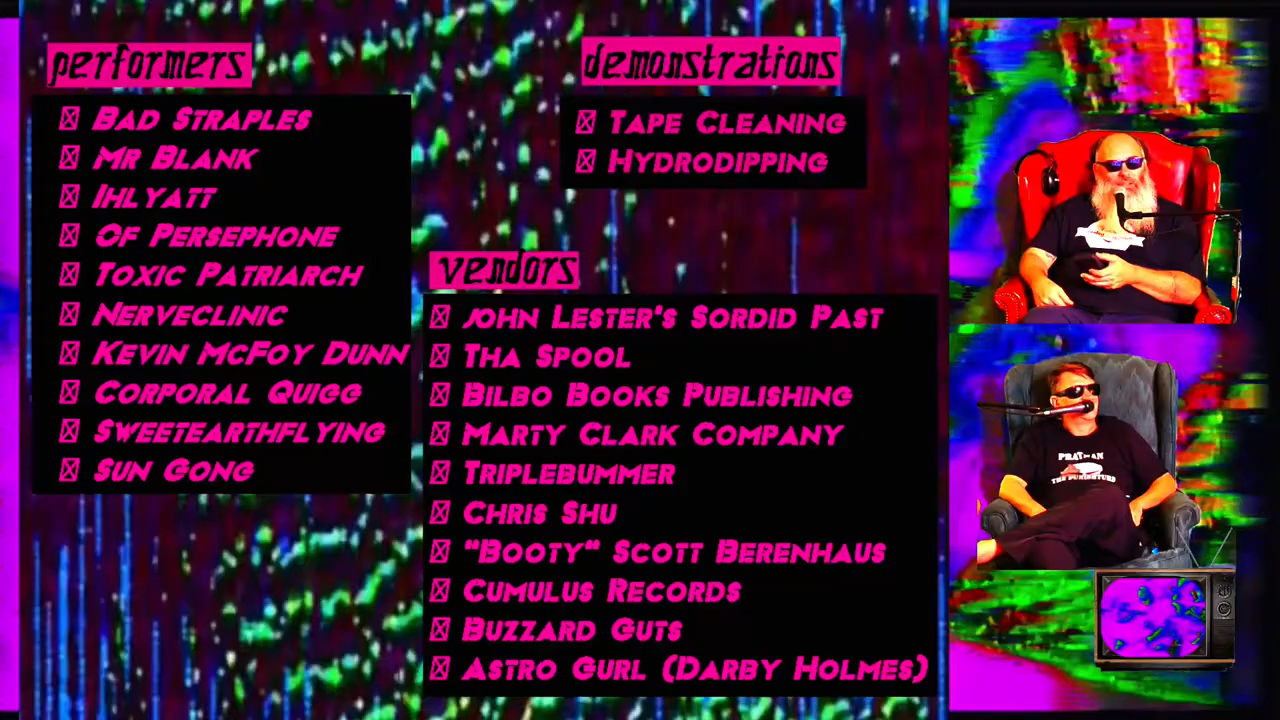 performers
Bad Straples
Mr Blank
Ihlyatt
Of Persephone
Toxic Patriarch
Nerveclinic
Kevin McFoy Dunn
Corporal Quigg
Sweetearthflying
Sun Gong
demonstrations
Tape Cleaning
Hydrodipping
vendors
John Lester's Sordid Past
Tha Spool
Bilbo Books Publishing
Marty Clark Company
Triplebummer
Chris Shu
"Booty" Scott Berenhaus
Cumulus Records
Buzzard Guts
Astro Gurl (Darby Holmes)